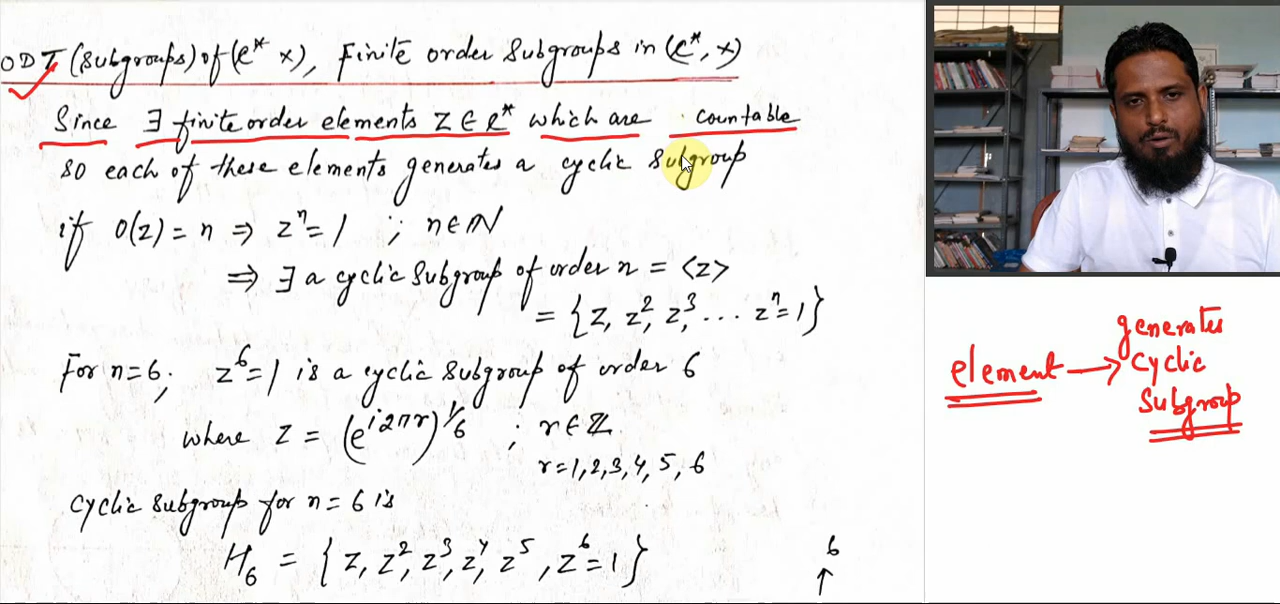 ODT (Subgroups) of (ℂ* ×), Finite order Subgroups in (ℂ*, ×)
Since ∃ finite order elements Z ∈ ℂ* which are countable
so each of these elements generates a cyclic subgroup
if O(z) = n ⇒ zⁿ = 1 ; n ∈ ℕ
⇒ ∃ a cyclic subgroup of order n = <z>
= {z, z², z³, ... zⁿ = 1}
For n = 6; z⁶ = 1 is a cyclic subgroup of order 6
where z = (e^{i2πr})^{1/6} ; r ∈ ℤ
r = 1, 2, 3, 4, 5, 6
cyclic subgroup for n = 6 is
H₆ = {z, z², z³, z⁴, z⁵, z⁶ = 1}
6
↑
element → generates
cyclic
Subgroup